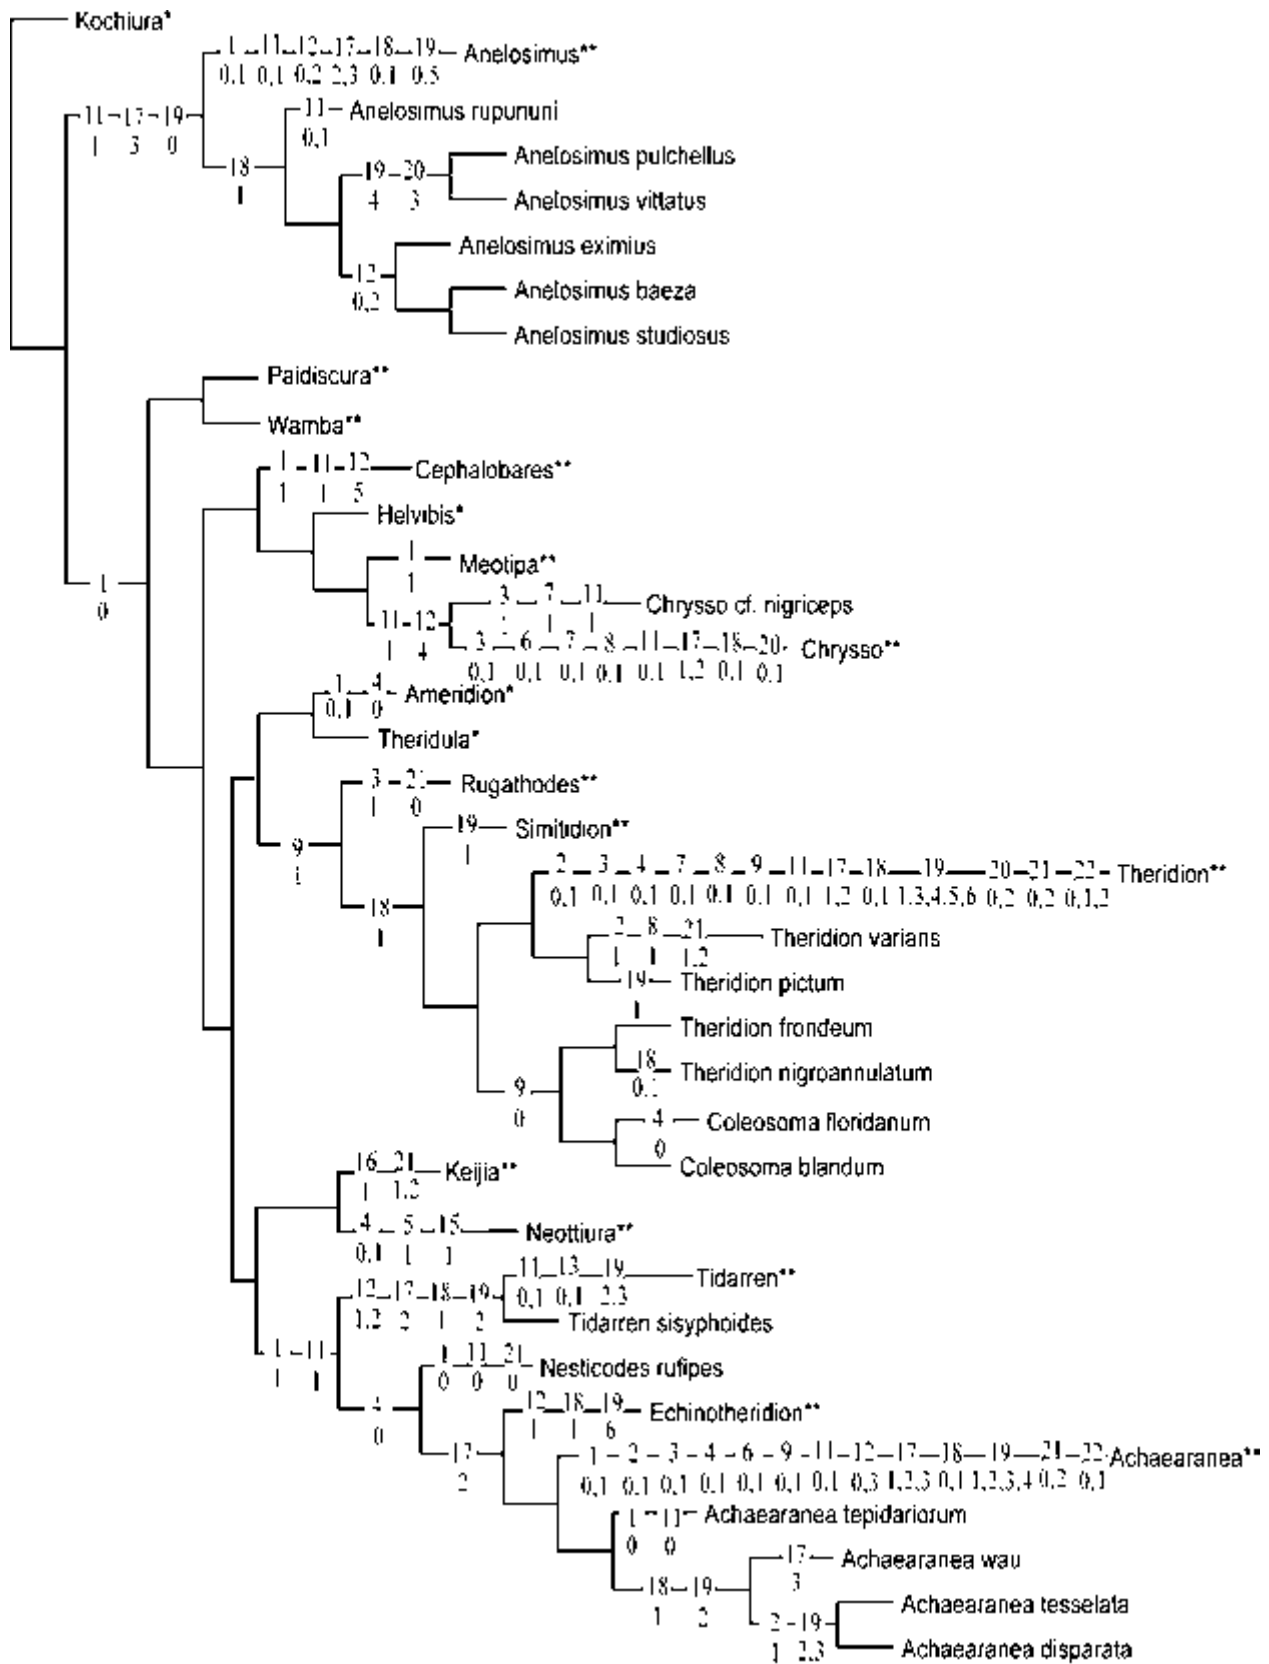 Kochiura*
1 11 12 17 18 19 Anelosimus**
0,1 0,1 0,2 2,3 0,1 0,5
11 Anelosimus rupununi
0,1
11 17 19
1 3 0
18
1
Anelosimus pulchellus
19 20
4 3
Anelosimus vittatus
Anelosimus eximius
12
0,2
Anelosimus baeza
Anelosimus studiosus
Paidiscura**
Wamba**
1 11 12 Cephalobares**
1 1 5
Helvibis*
1 Meotipa**
1
1
0
3 7 11 Chrysso cf. nigriceps
1 1
11 12
1 4
3 6 7 8 11 17 18 20 Chrysso**
0,1 0,1 0,1 0,1 0,1 1,2 0,1 0,1
1 4 Ameridion*
0,1 0
Theridula*
3 21 Rugathodes**
1 0
19 Simitidion**
1
9
1
2 3 4 7 8 9 11 17 18 19 20 21 22 Theridion**
0,1 0,1 0,1 0,1 0,1 0,1 0,1 1,2 0,1 1,3,4,5,6 0,2 0,2 0,1,2
18
1
2 8 21 Theridion varians
1 1 1,2
19 Theridion pictum
1
Theridion frondeum
18 Theridion nigroannulatum
0,1
9
0
4 Coleosoma floridanum
0
Coleosoma blandum
16 21 Keijia**
1 1,2
4 5 15 Neottiura**
0,1 1 1
11 13 19 Tidarren**
0,1 0,1 2,3
12 17 18 19
1,2 2 1 2
Tidarren sisyphoides
1 11
1 1
1 11 21 Nesticodes rufipes
0 0 0
4
0
12 18 19 Echinotheridion**
1 1 6
17
2
1 2 3 4 6 9 11 12 17 18 19 21 22 Achaearanea**
0,1 0,1 0,1 0,1 0,1 0,1 0,1 0,3 1,2,3 0,1 1,2,3,4 0,2 0,1
1 11 Achaearanea tepidariorum
0 0
17 Achaearanea wau
3
18 19
1 2
Achaearanea tesselata
2 19
1 2,3
Achaearanea disparata